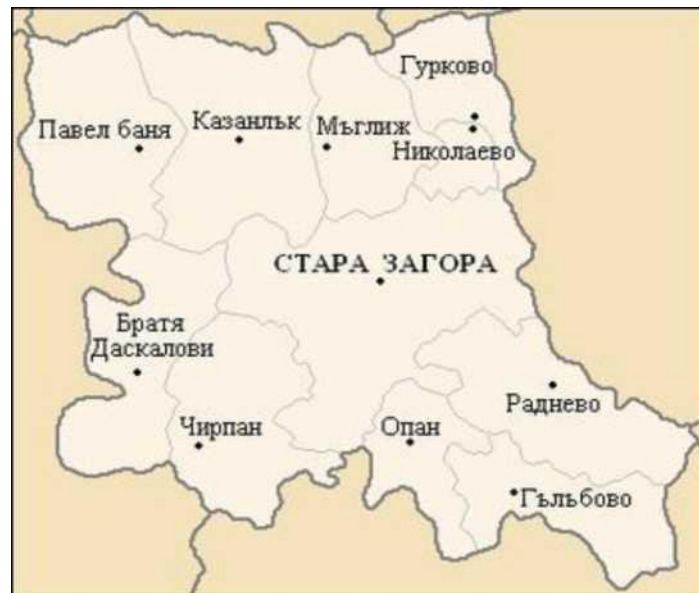 Гурково
Павел баня
Казанлък
Мъглиж
Николаево
СТАРА ЗАГОРА
Братя
Даскалови
Раднево
Чирпан
Опан
Гълъбово